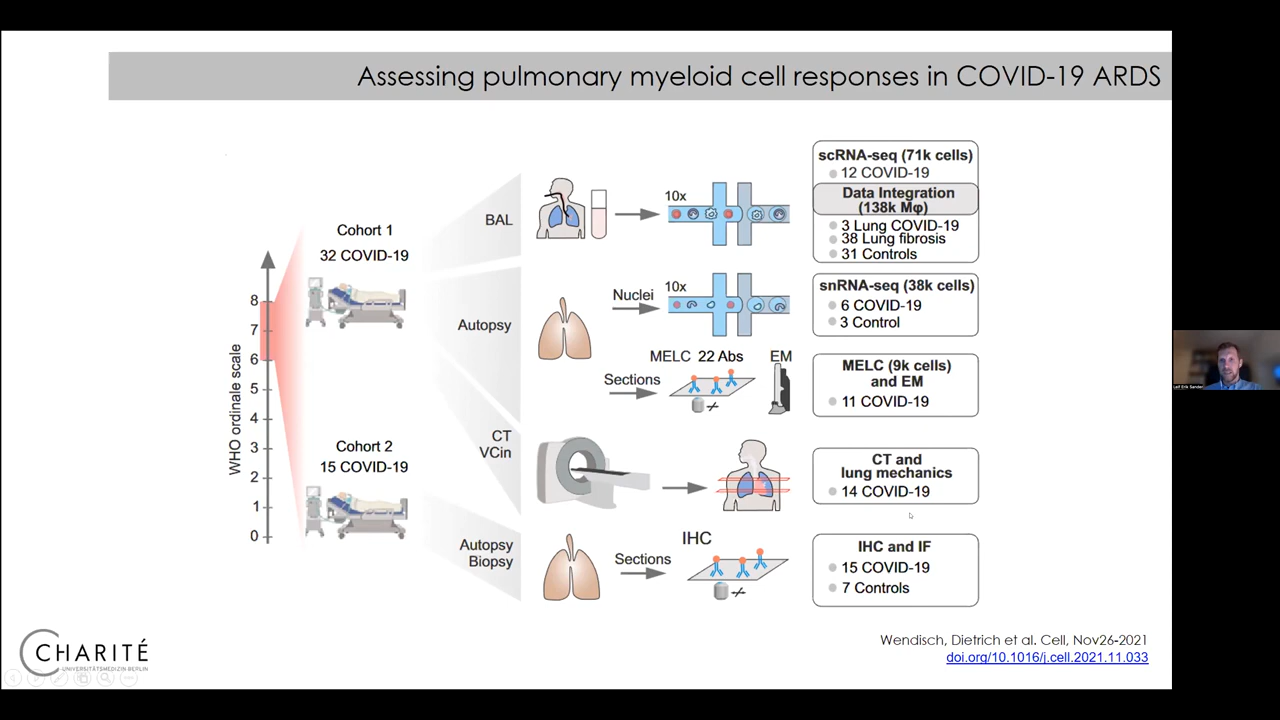 Assessing pulmonary myeloid cell responses in COVID-19 ARDS
WHO ordinale scale
8
7
6
5
4
3
2
1
0
Cohort 1
32 COVID-19
Cohort 2
15 COVID-19
BAL
10x
scRNA-seq (71k cells)
12 COVID-19
Data Integration
(138k Mφ)
3 Lung COVID-19
38 Lung fibrosis
31 Controls
Autopsy
Nuclei
10x
snRNA-seq (38k cells)
6 COVID-19
3 Control
Sections
MELC 22 Abs
EM
MELC (9k cells)
and EM
11 COVID-19
CT
VCin
CT and
lung mechanics
14 COVID-19
Autopsy
Biopsy
Sections
IHC
IHC and IF
15 COVID-19
7 Controls
CHARITÉ
UNIVERSITÄTSMEDIZIN BERLIN
Wendisch, Dietrich et al. Cell, Nov26-2021
doi.org/10.1016/j.cell.2021.11.033
Leif Erik Sander